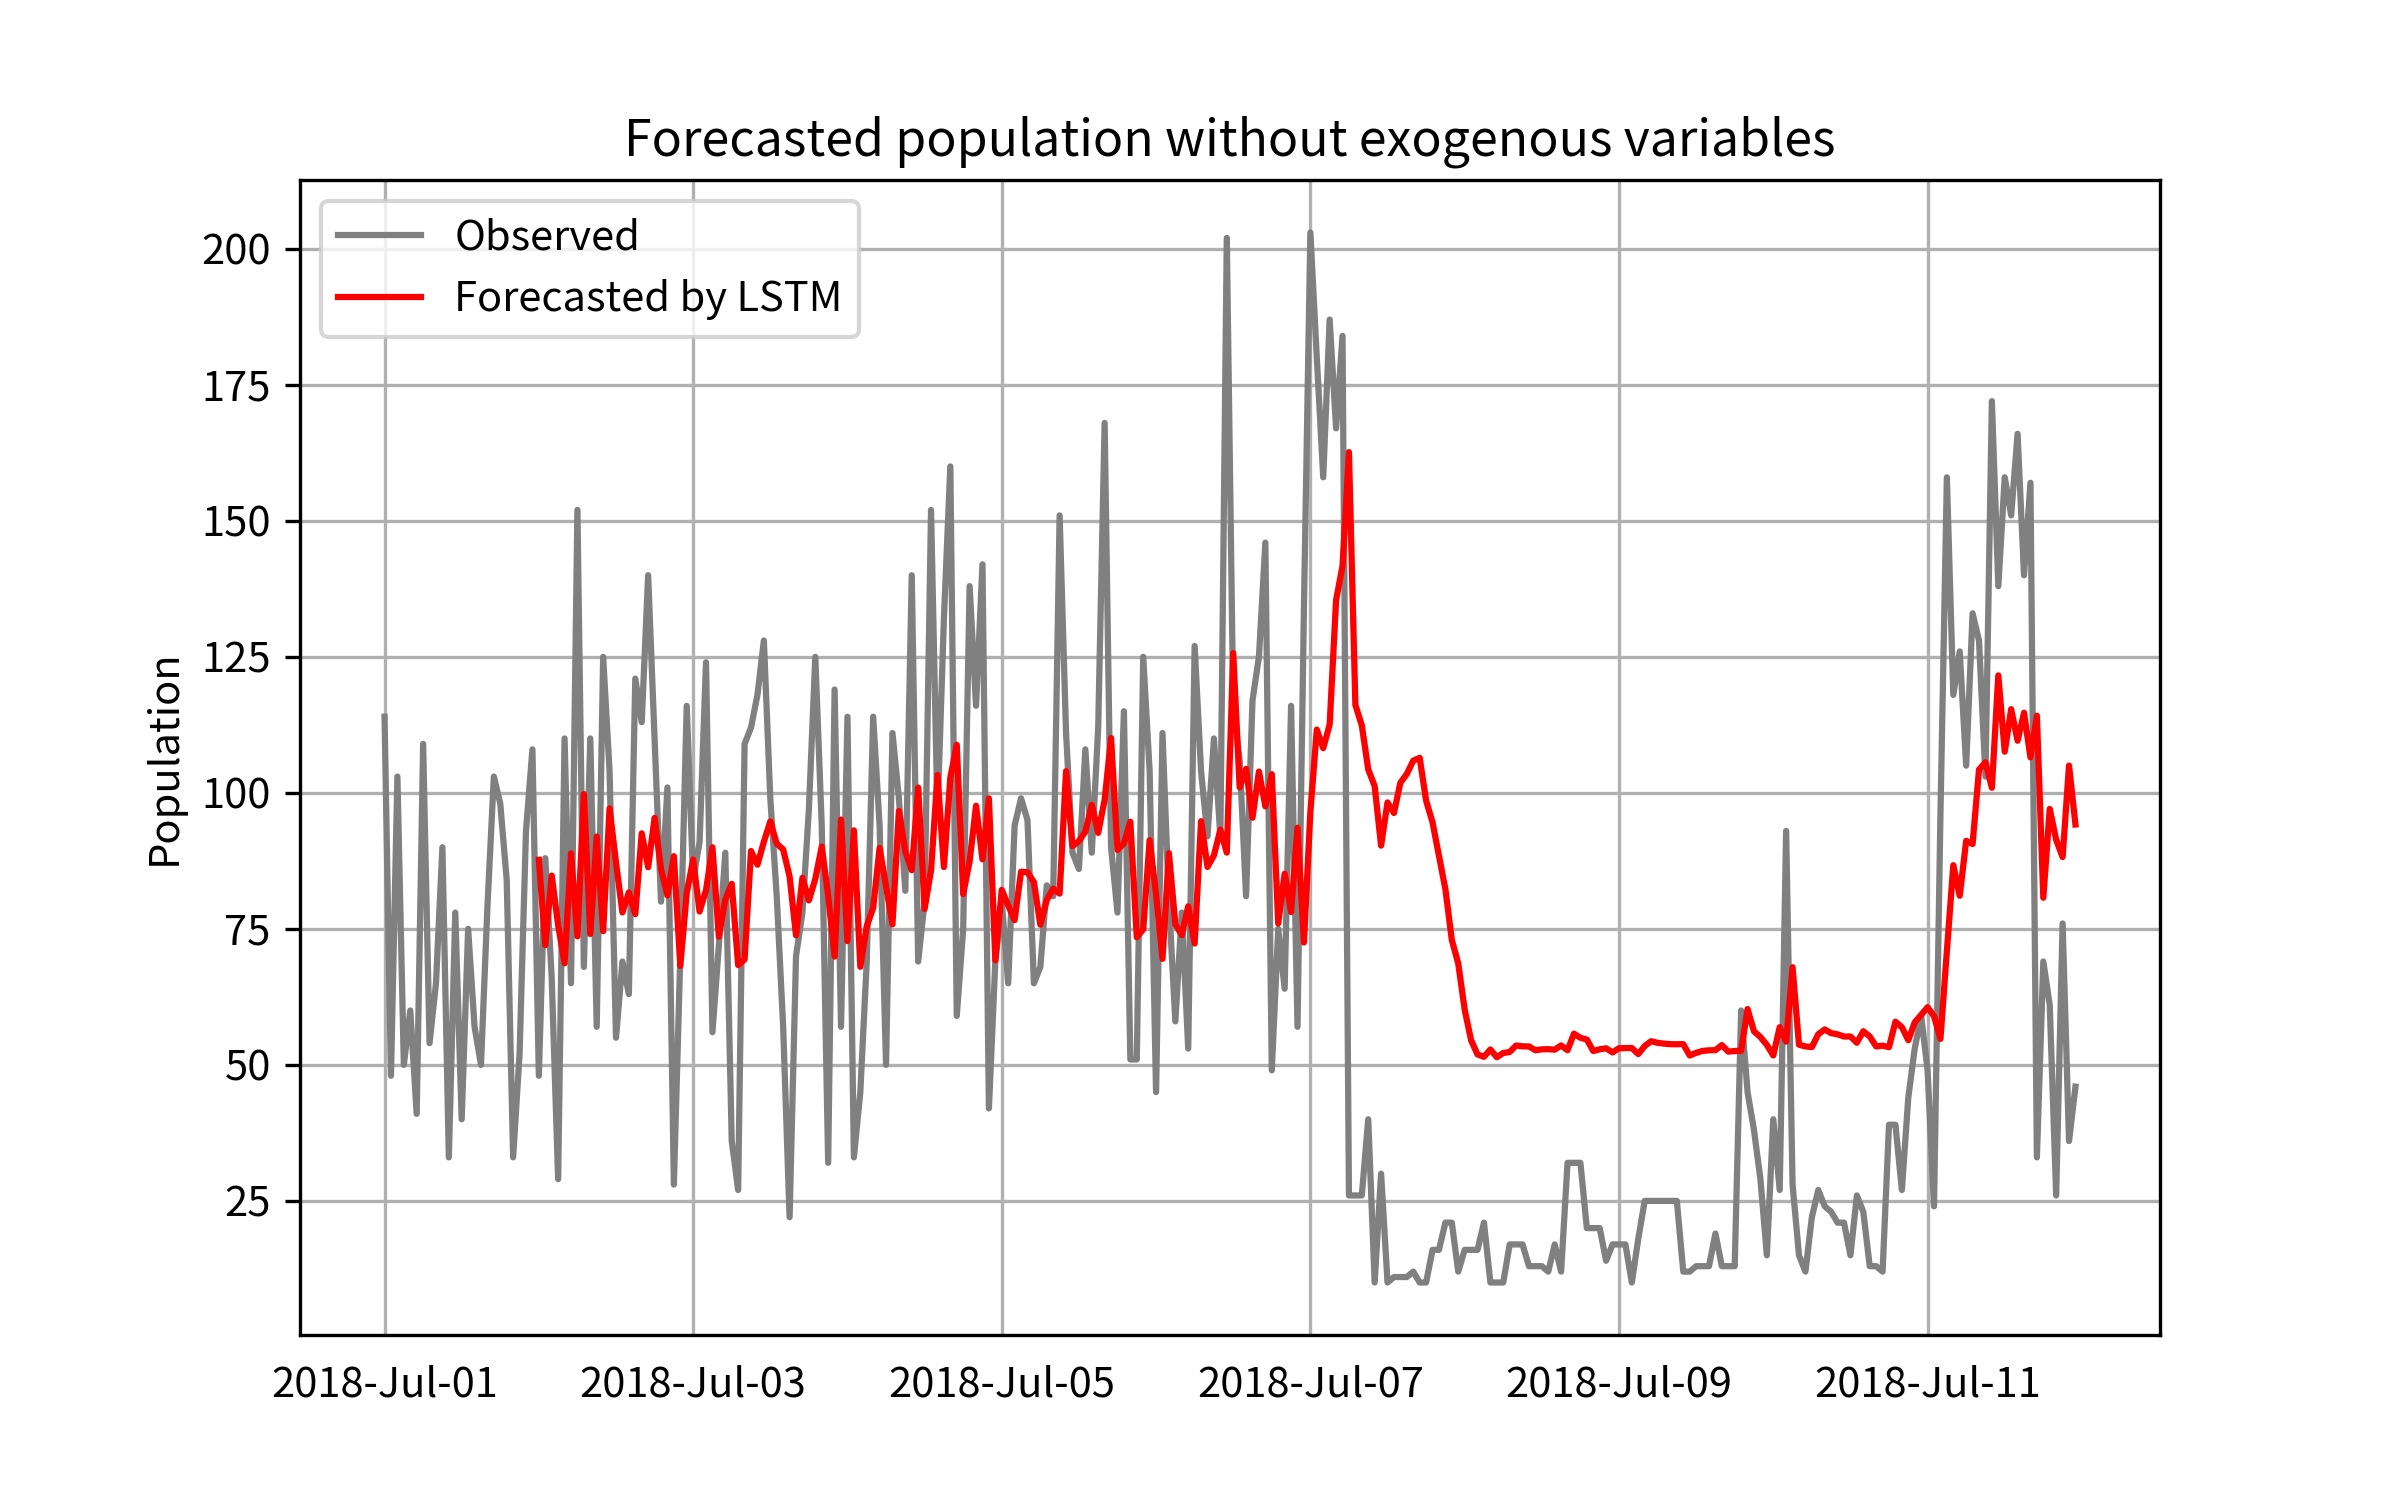 Forecasted population without exogenous variables
Observed
Forecasted by LSTM
200
175
150
125
100
75
50
25
Population
2018-Jul-01
2018-Jul-03
2018-Jul-05
2018-Jul-07
2018-Jul-09
2018-Jul-11